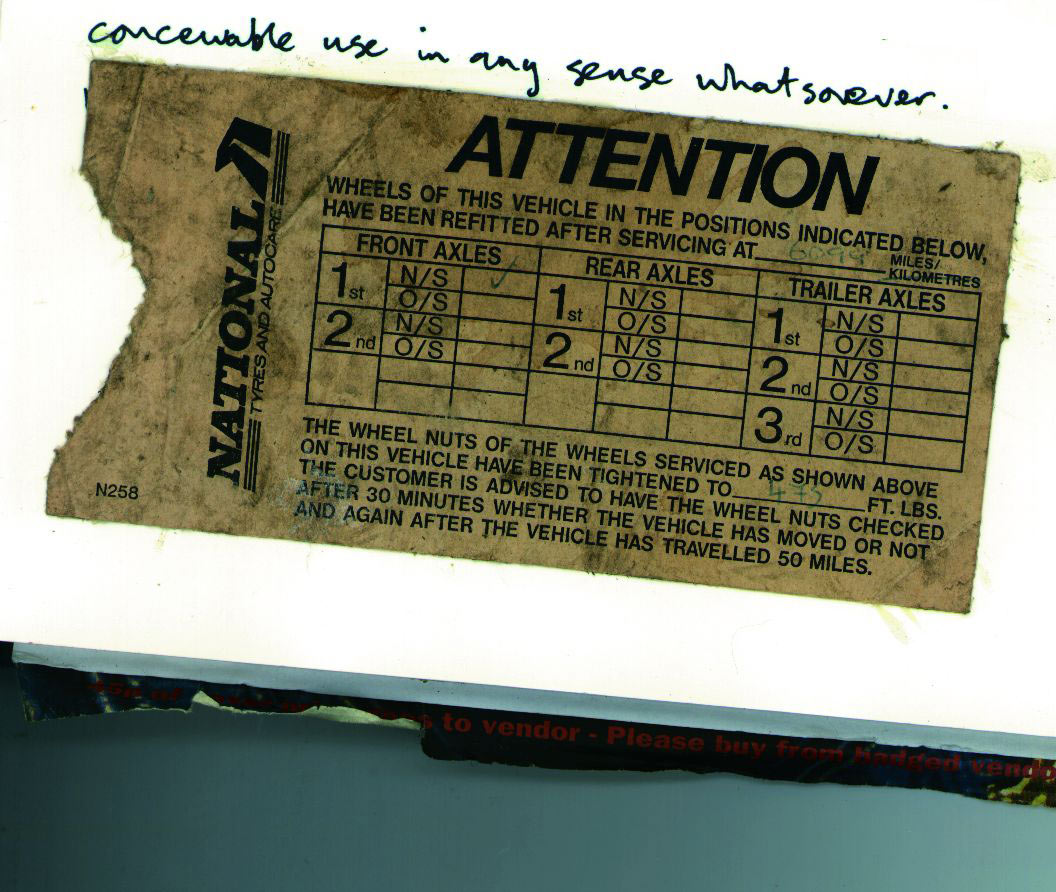 concewable use in any sense whatsoever.
NATIONAL
TYRES AND AUTOCARE
N258
ATTENTION
WHEELS OF THIS VEHICLE IN THE POSITIONS INDICATED BELOW,
HAVE BEEN REFITTED AFTER SERVICING AT MILES/
KILOMETRES
FRONT AXLES REAR AXLES TRAILER AXLES
1st N/S ✓ 1st N/S 1st N/S
O/S O/S O/S
2nd N/S 2nd N/S 2nd N/S
O/S O/S O/S
3rd N/S
O/S
THE WHEEL NUTS OF THE WHEELS SERVICED AS SHOWN ABOVE
ON THIS VEHICLE HAVE BEEN TIGHTENED TO 475 FT. LBS.
THE CUSTOMER IS ADVISED TO HAVE THE WHEEL NUTS CHECKED
AFTER 30 MINUTES WHETHER THE VEHICLE HAS MOVED OR NOT
AND AGAIN AFTER THE VEHICLE HAS TRAVELLED 50 MILES.
to vendor - Please buy from badged vendo